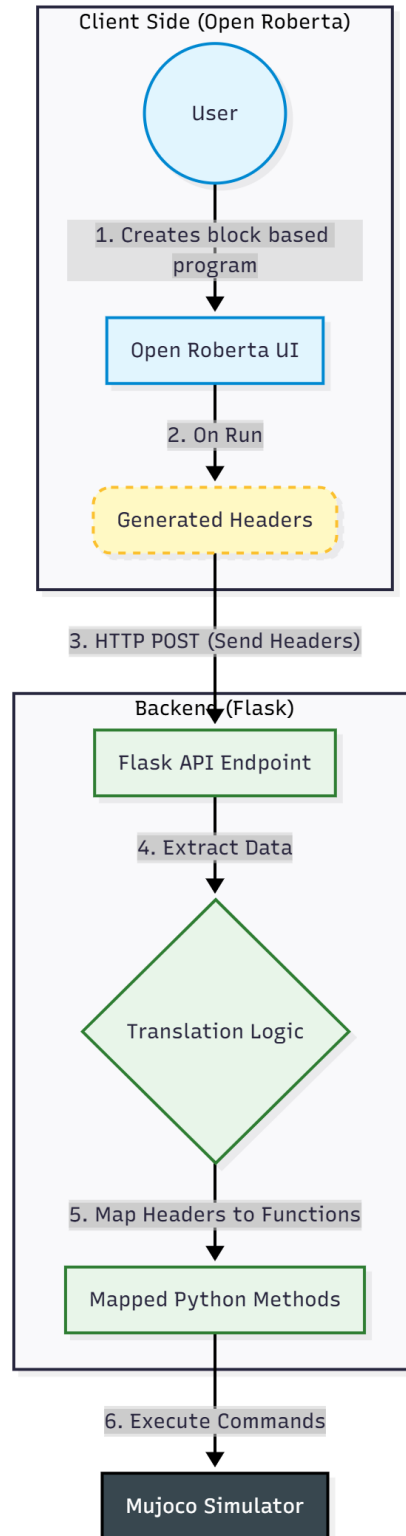 Client Side (Open Roberta)
User
1. Creates block based
program
Open Roberta UI
2. On Run
Generated Headers
3. HTTP POST (Send Headers)
Backend (Flask)
Flask API Endpoint
4. Extract Data
Translation Logic
5. Map Headers to Functions
Mapped Python Methods
6. Execute Commands
Mujoco Simulator